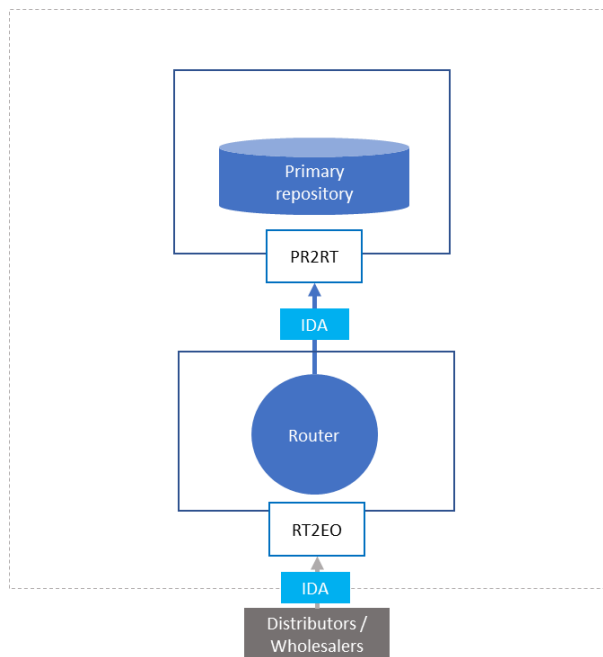 Primary
repository
PR2RT
IDA
Router
RT2EO
IDA
Distributors /
Wholesalers